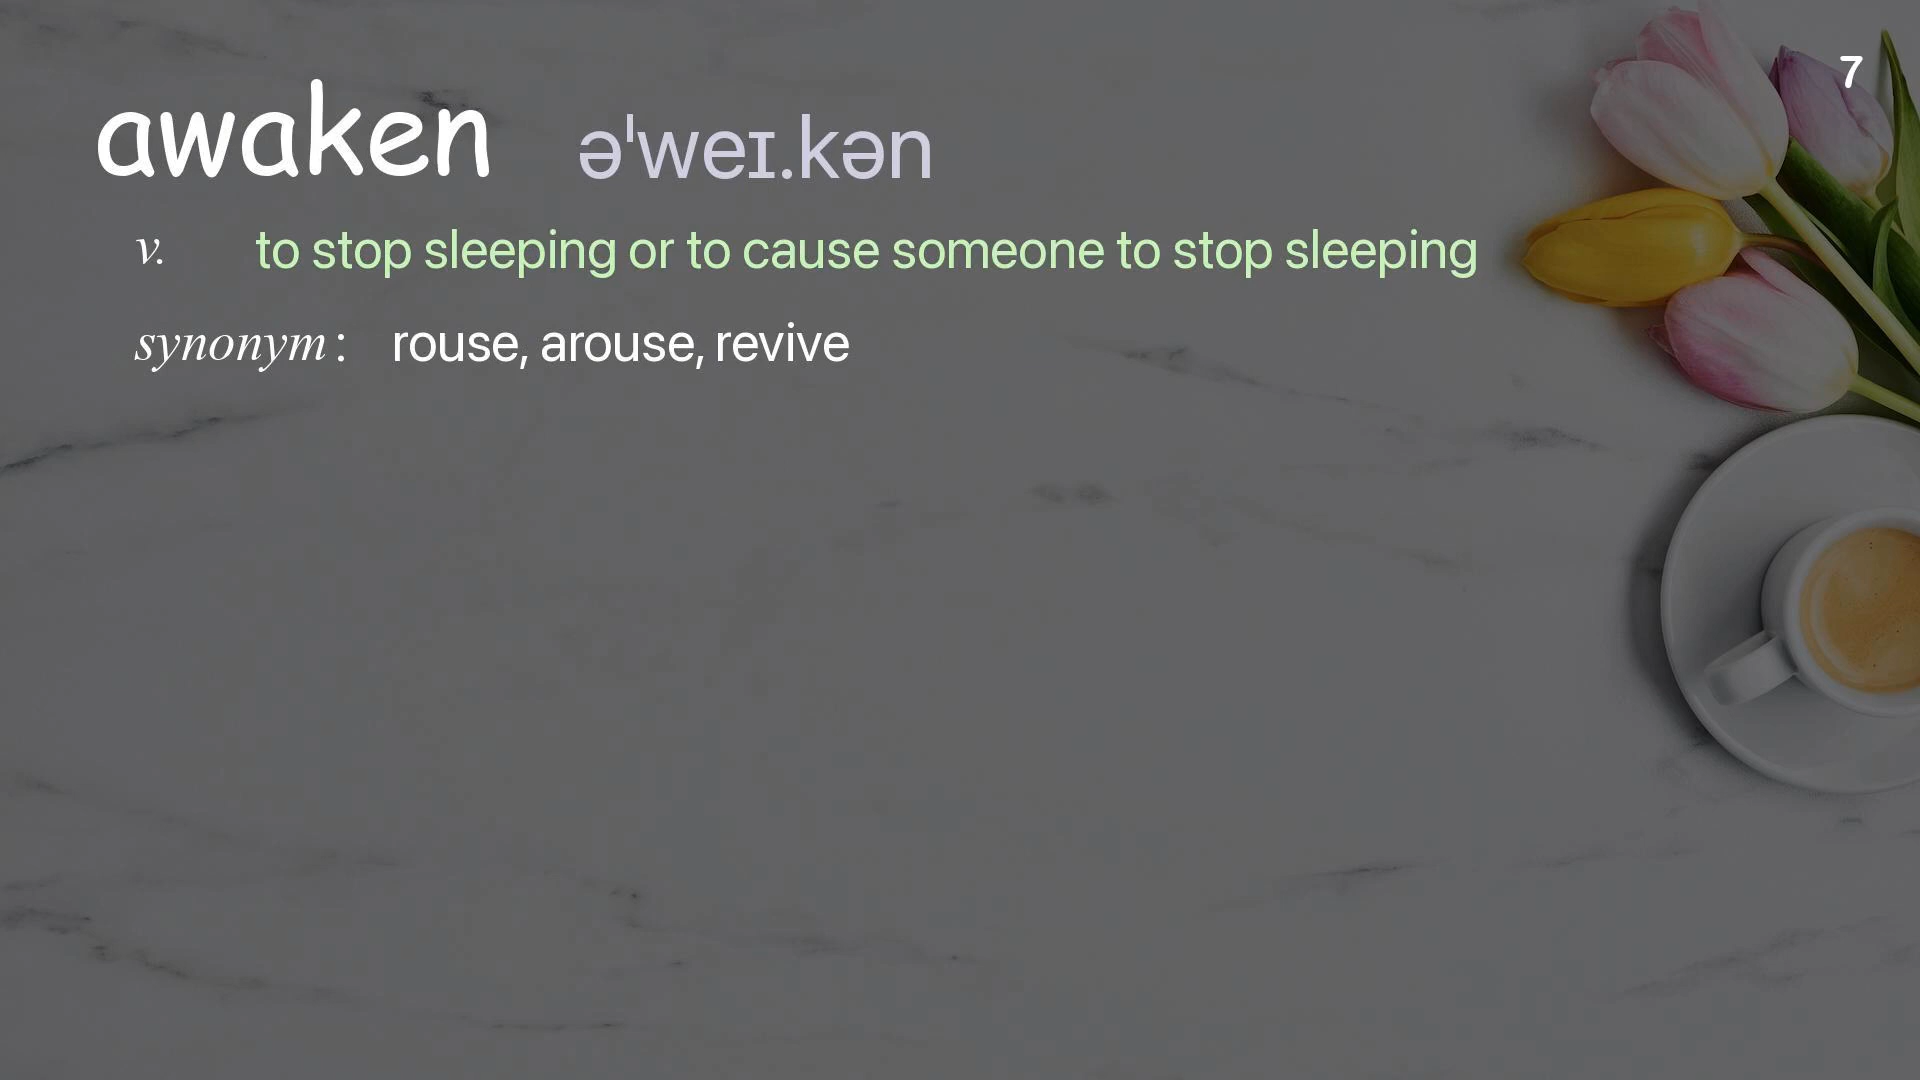 7
awaken əˈweɪ.kən
v. to stop sleeping or to cause someone to stop sleeping
synonym : rouse, arouse, revive